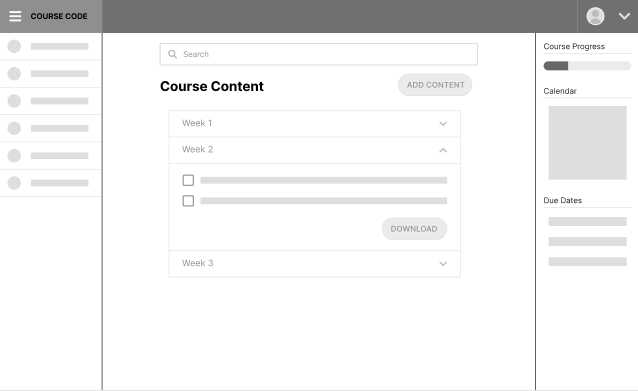 COURSE CODE
Search
Course Content
ADD CONTENT
Week 1
Week 2
DOWNLOAD
Week 3
Course Progress
Calendar
Due Dates